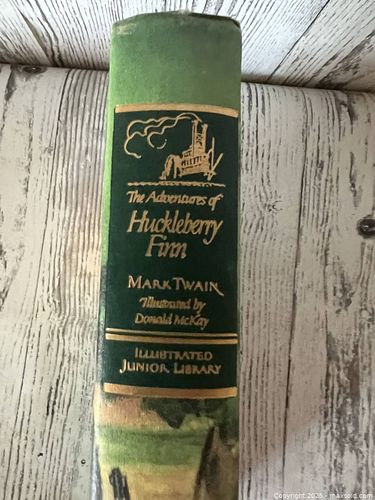 The Adventures of
Huckleberry
Finn
MARK TWAIN
Illustrated by
Donald McKay
ILLUSTRATED
JUNIOR LIBRARY
Copyright © 2025 - maxsold.com